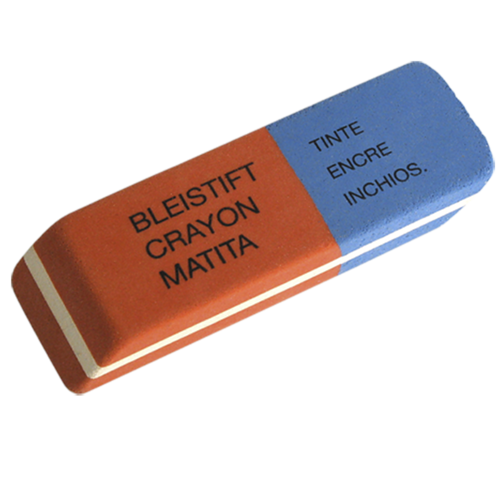 BLEISTIFT
CRAYON
MATITA
TINTE
ENCRE
INCHIOS.